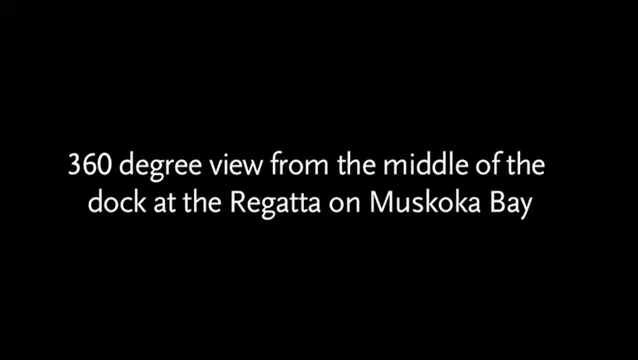 360 degree view from the middle of the
dock at the Regatta on Muskoka Bay